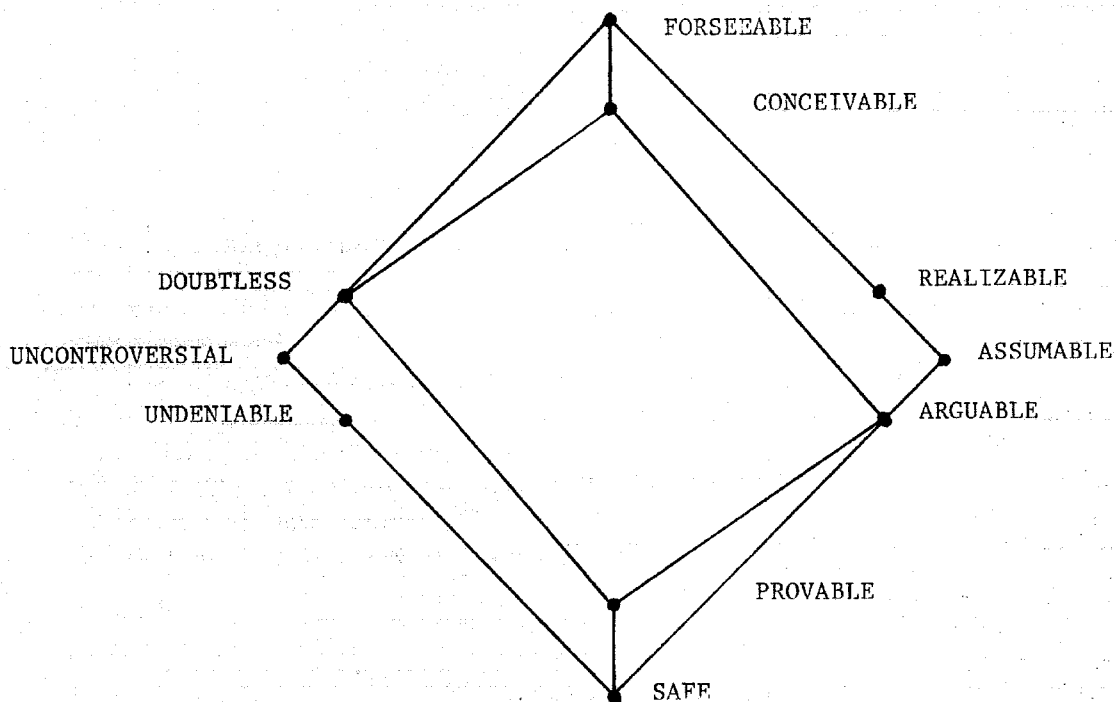 FORSEEABLE
CONCEIVABLE
DOUBTLESS
REALIZABLE
UNCONTROVERSIAL
ASSUMABLE
UNDENIABLE
ARGUABLE
PROVABLE
SAFE